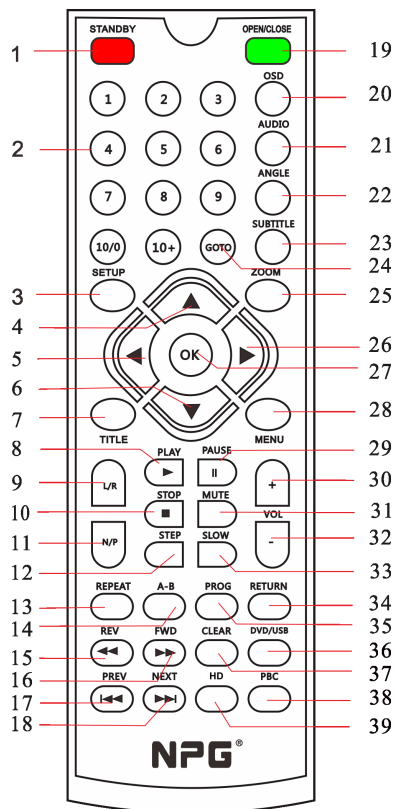 STANDBY OPEN/CLOSE
1 19
OSD
1 2 3 20
AUDIO
2 4 5 6 21
ANGLE
7 8 9 22
SUBTITLE
10/0 10+ GOTO 23
24
SETUP ZOOM
3 25
4
5 26
OK 27
6
7 28
TITLE MENU
8 PLAY PAUSE 29
9 L/R + 30
10 STOP MUTE 31
VOL
11 N/P - 32
12 STEP SLOW 33
REPEAT A-B PROG RETURN
13 34
14 35
REV FWD CLEAR DVD/USB
15 36
16 37
PREV NEXT HD PBC
17 38
18 39
NPG®